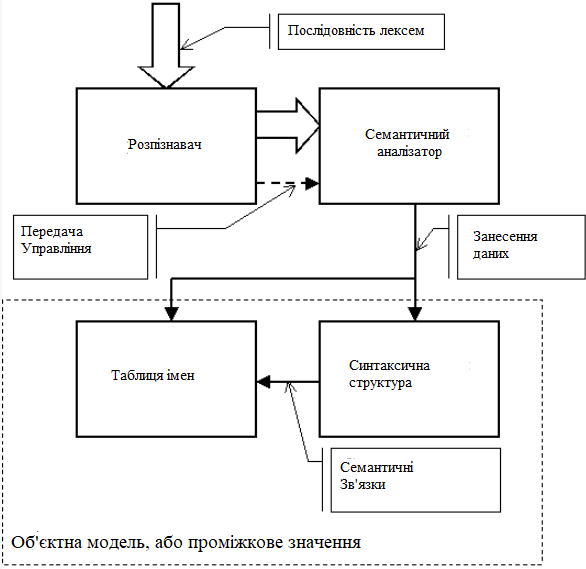 Послідовність лексем
Розпізнавач
Семантичний
аналізатор
Передача
Управління
Занесення
даних
Таблиця імен
Синтаксична
структура
Семантичні
Зв'язки
Об'єктна модель, або проміжкове значення